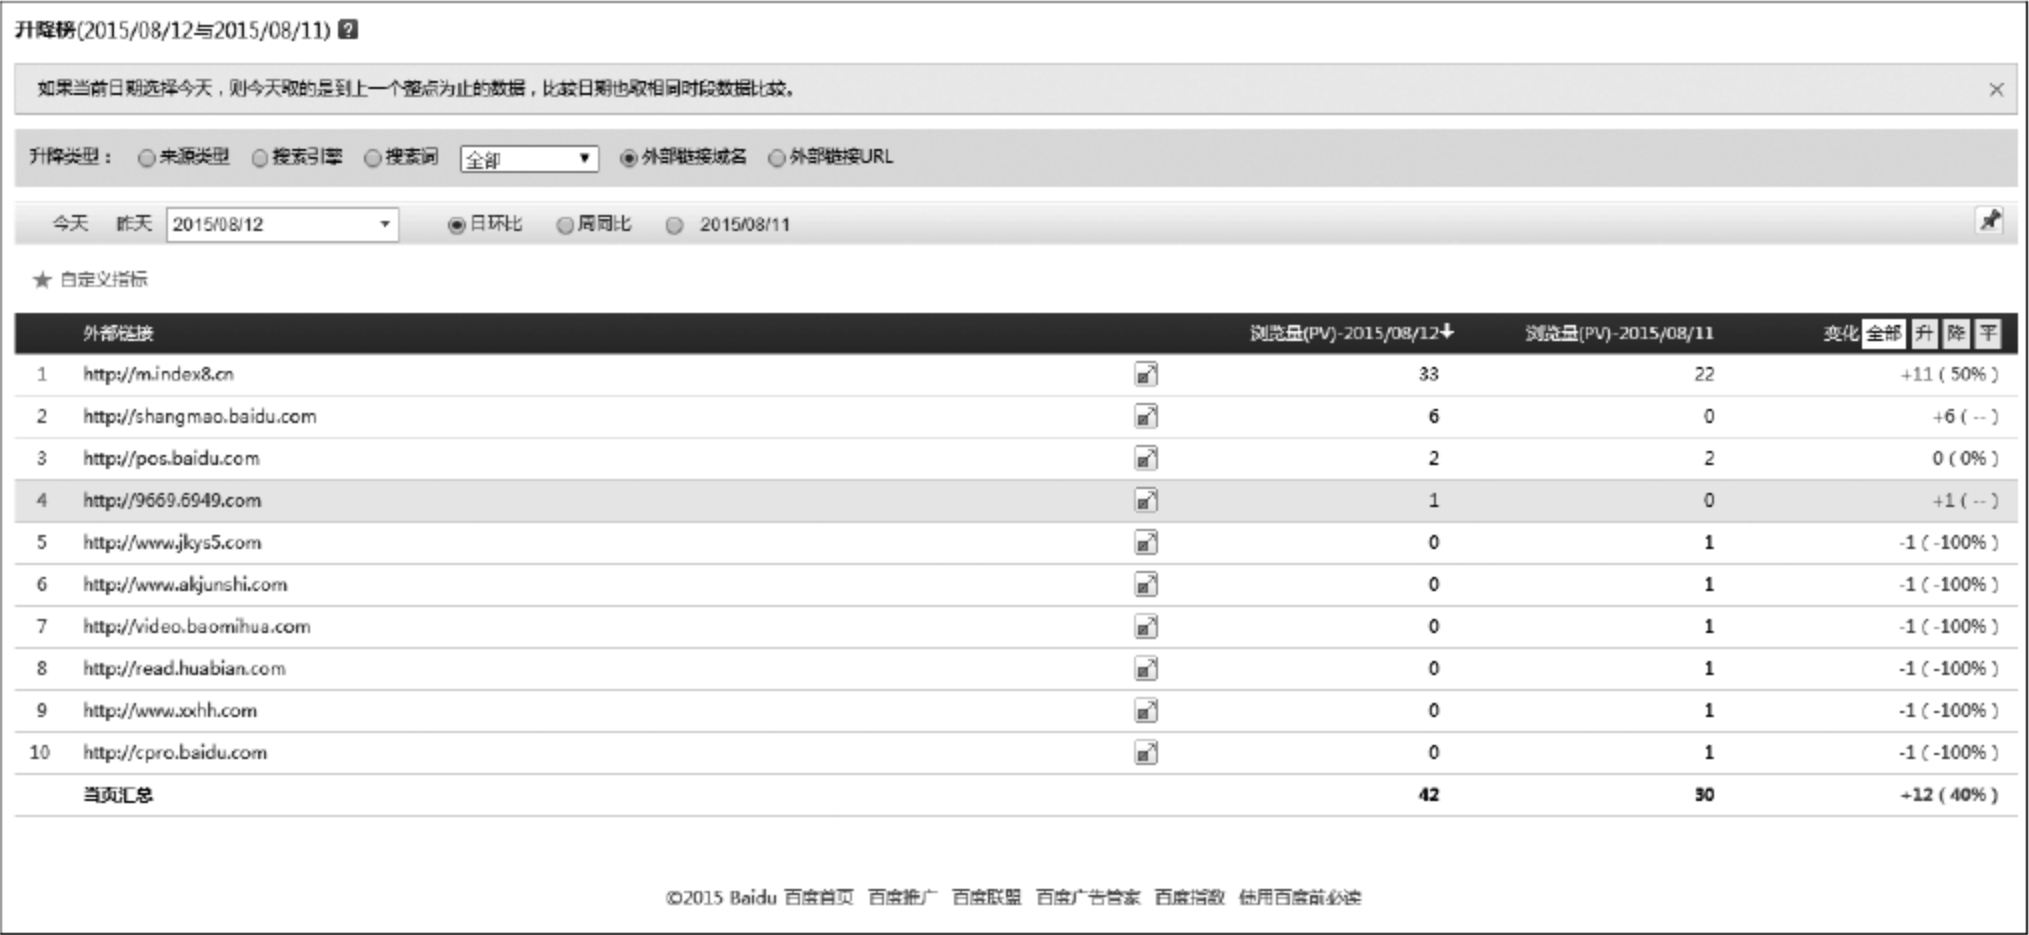 升降榜(2015/08/12与2015/08/11) ?
如果当前日期选择今天，则今天取的是到上一个整点为止的数据，比较日期也取相同时段数据比较。 ×
升降类型： 来源类型 搜索引擎 搜索词 全部 外部链接域名 外部链接URL
今天 昨天 2015/08/12 日环比 周同比 2015/08/11
★ 自定义指标
外部链接 浏览量(PV)-2015/08/12↓ 浏览量(PV)-2015/08/11 变化 全部 升 降 平
1 http://m.index8.cn 33 22 +11 ( 50% )
2 http://shangmao.baidu.com 6 0 +6 ( -- )
3 http://pos.baidu.com 2 2 0 ( 0% )
4 http://9669.6949.com 1 0 +1 ( -- )
5 http://www.jkys5.com 0 1 -1 ( -100% )
6 http://www.akjunshi.com 0 1 -1 ( -100% )
7 http://video.baomihua.com 0 1 -1 ( -100% )
8 http://read.huabian.com 0 1 -1 ( -100% )
9 http://www.xxhh.com 0 1 -1 ( -100% )
10 http://cpro.baidu.com 0 1 -1 ( -100% )
当页汇总 42 30 +12 ( 40% )
©2015 Baidu 百度首页 百度推广 百度联盟 百度广告管家 百度指数 使用百度前必读